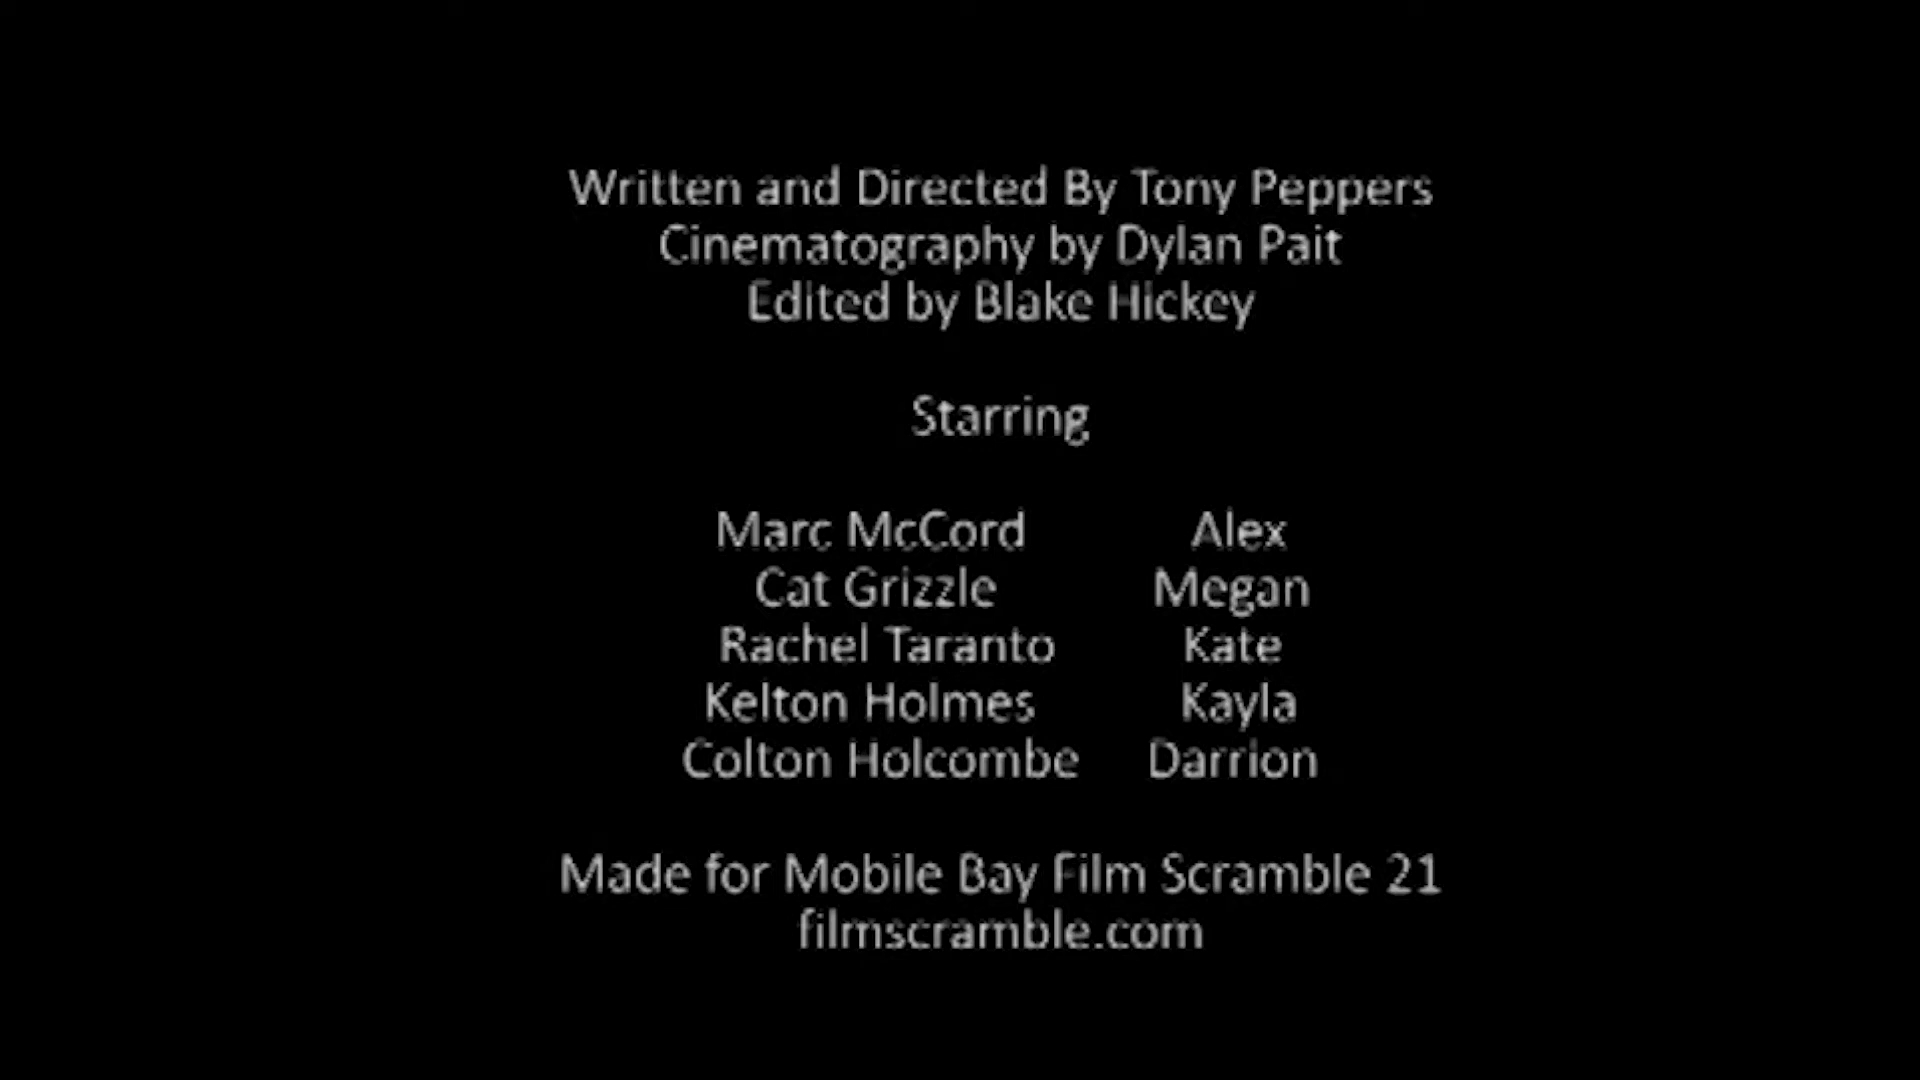 Written and Directed By Tony Peppers
Cinematography by Dylan Pait
Edited by Blake Hickey
Starring
Marc McCord Alex
Cat Grizzle Megan
Rachel Taranto Kate
Kelton Holmes Kayla
Colton Holcombe Darrion
Made for Mobile Bay Film Scramble 21
filmscramble.com